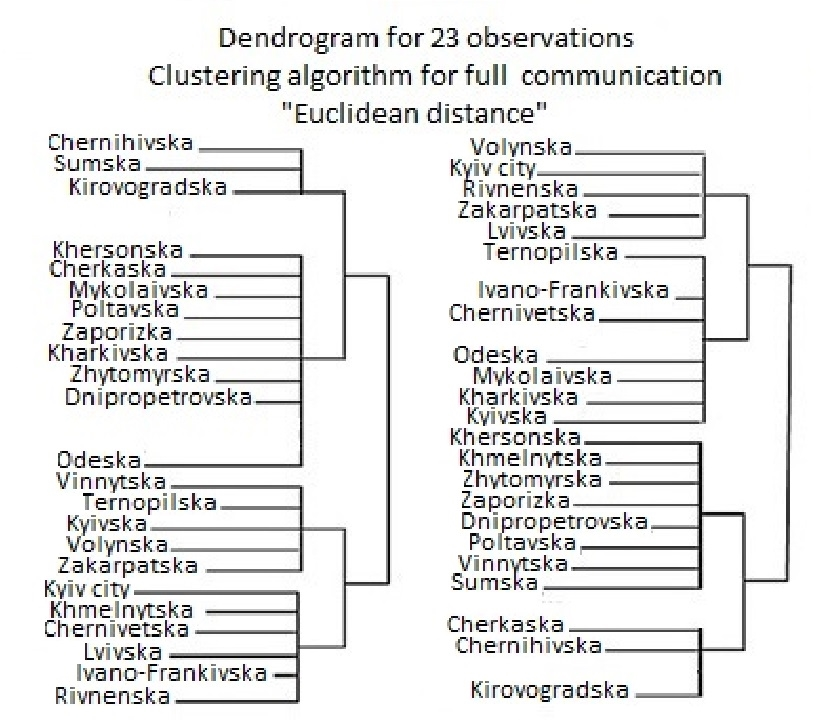 Dendrogram for 23 observations
Clustering algorithm for full communication
"Euclidean distance"
Chernihivska
Sumska
Kirovogradska
Khersonska
Cherkaska
Mykolaivska
Poltavska
Zaporizka
Kharkivska
Zhytomyrska
Dnipropetrovska
Odeska
Vinnytska
Ternopilska
Kyivska
Volynska
Zakarpatska
Kyiv city
Khmelnytska
Chernivetska
Lvivska
Ivano-Frankivska
Rivnenska
Volynska
Kyiv city
Rivnenska
Zakarpatska
Lvivska
Ternopilska
Ivano-Frankivska
Chernivetska
Odeska
Mykolaivska
Kharkivska
Kyivska
Khersonska
Khmelnytska
Zhytomyrska
Zaporizka
Dnipropetrovska
Poltavska
Vinnytska
Sumska
Cherkaska
Chernihivska
Kirovogradska